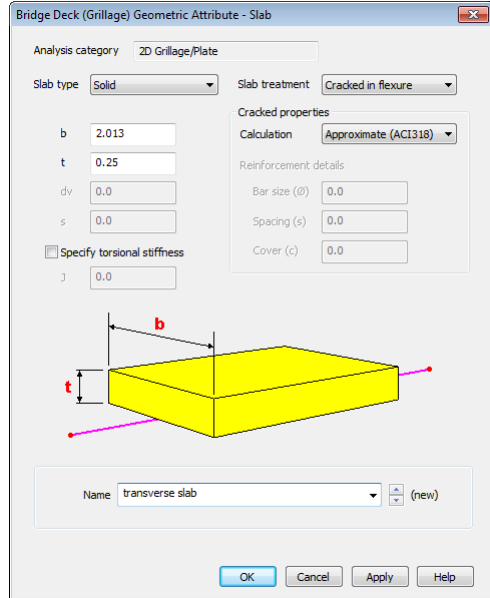 Bridge Deck (Grillage) Geometric Attribute - Slab
Analysis category 2D Grillage/Plate
Slab type Solid Slab treatment Cracked in flexure
Cracked properties
b 2.013 Calculation Approximate (ACI318)
t 0.25 Reinforcement details
dv 0.0 Bar size (Ø) 0.0
s 0.0 Spacing (s) 0.0
Specify torsional stiffness Cover (c) 0.0
J 0.0
b
t
Name transverse slab (new)
OK Cancel Apply Help